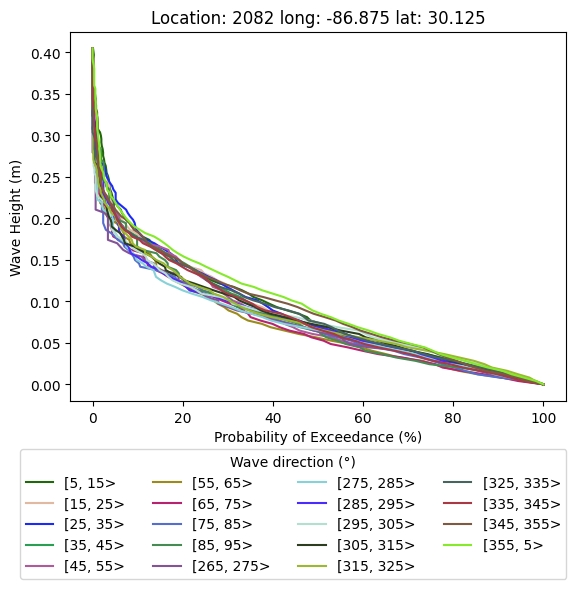 Location: 2082 long: -86.875 lat: 30.125
0.40
0.35
0.30
0.25
0.20
0.15
0.10
0.05
0.00
Wave Height (m)
0 20 40 60 80 100
Probability of Exceedance (%)
Wave direction (°)
[5, 15> [55, 65> [275, 285> [325, 335>
[15, 25> [65, 75> [285, 295> [335, 345>
[25, 35> [75, 85> [295, 305> [345, 355>
[35, 45> [85, 95> [305, 315> [355, 5>
[45, 55> [265, 275> [315, 325>